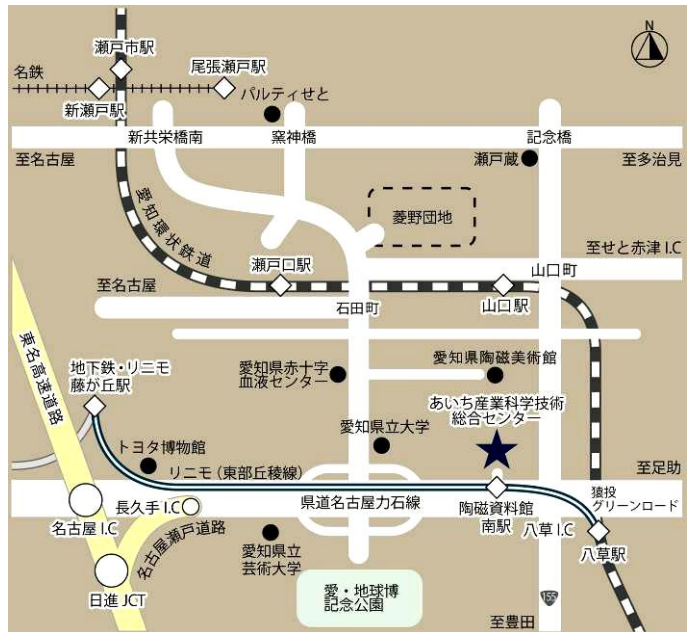 N
瀬戸市駅
名鉄
尾張瀬戸駅
新瀬戸駅
パルティせと
新共栄橋南
窯神橋
記念橋
至名古屋
瀬戸蔵
至多治見
愛知環状鉄道
菱野団地
至せと赤津I.C
瀬戸口駅
山口町
至名古屋
石田町
山口駅
東名高速道路
地下鉄・リニモ
藤が丘駅
愛知県赤十字
血液センター
愛知県陶磁美術館
あいち産業科学技術
総合センター
愛知県立大学
トヨタ博物館
リニモ（東部丘稜線）
至足助
猿投
グリーンロード
長久手I.C
県道名古屋力石線
陶磁資料館
南駅
名古屋I.C
名古屋瀬戸道路
八草I.C
八草駅
愛知県立
芸術大学
日進JCT
愛・地球博
記念公園
155
至豊田